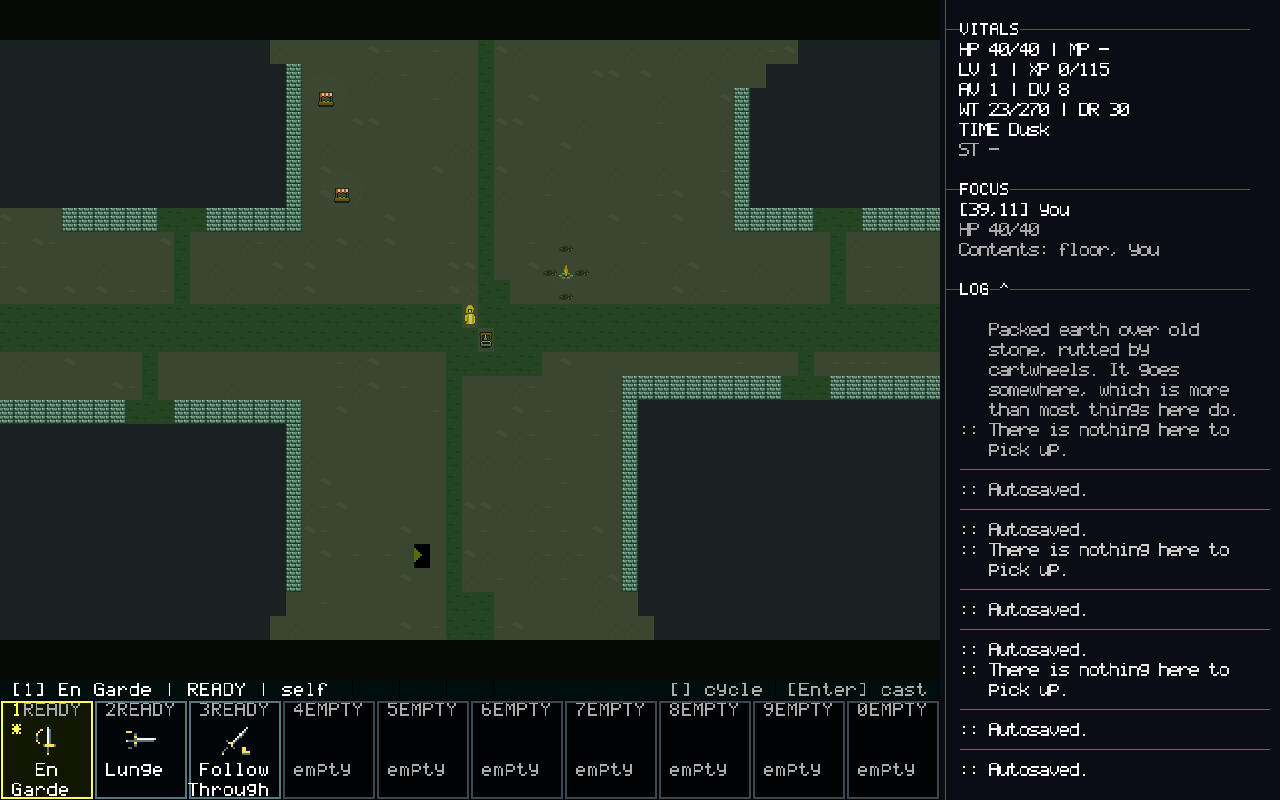 VITALS
HP 40/40 | MP -
LV 1 | XP 0/115
AV 1 | DV 8
WT 23/270 | DR 30
TIME Dusk
ST -
FOCUS
[39,11] You
HP 40/40
Contents: floor, You
LOG ^
Packed earth over old
stone, rutted by
cartwheels. It goes
somewhere, which is more
than most things here do.
:: There is nothing here to
pick up.
:: Autosaved.
:: Autosaved.
:: There is nothing here to
pick up.
:: Autosaved.
:: Autosaved.
:: There is nothing here to
pick up.
:: Autosaved.
:: Autosaved.
[1] En Garde | READY | self
[] cycle [Enter] cast
1READY 2READY 3READY 4EMPTY 5EMPTY 6EMPTY 7EMPTY 8EMPTY 9EMPTY 0EMPTY
*
En Lunge Follow empty empty empty empty empty empty empty
Garde Through